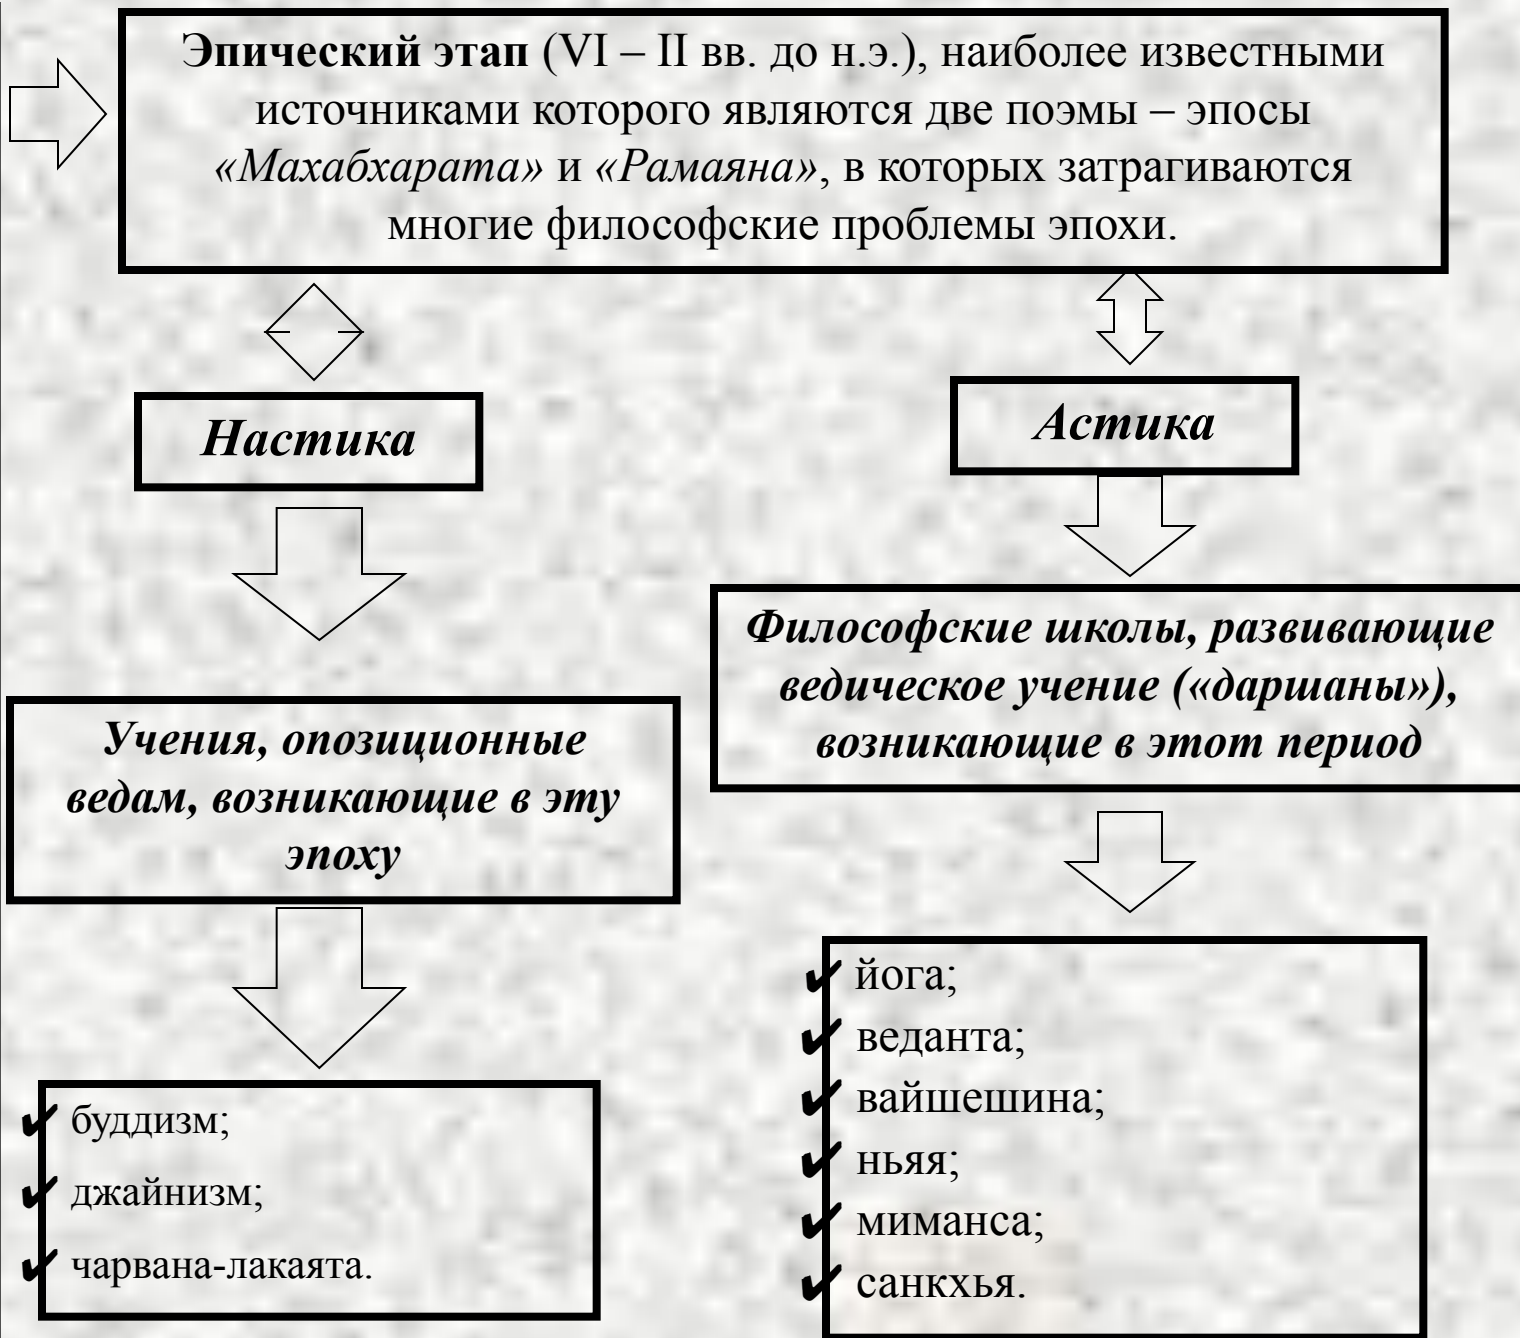 Эпический этап (VI – II вв. до н.э.), наиболее известными
источниками которого являются две поэмы – эпосы
«Махабхарата» и «Рамаяна», в которых затрагиваются
многие философские проблемы эпохи.
Настика
Астика
Учения, опозиционные
ведам, возникающие в эту
эпоху
Философские школы, развивающие
ведическое учение («даршаны»),
возникающие в этот период
✔ буддизм;
✔ джайнизм;
✔ чарвана-лакаята.
✔ йога;
✔ веданта;
✔ вайшешина;
✔ ньяя;
✔ миманса;
✔ санкхья.